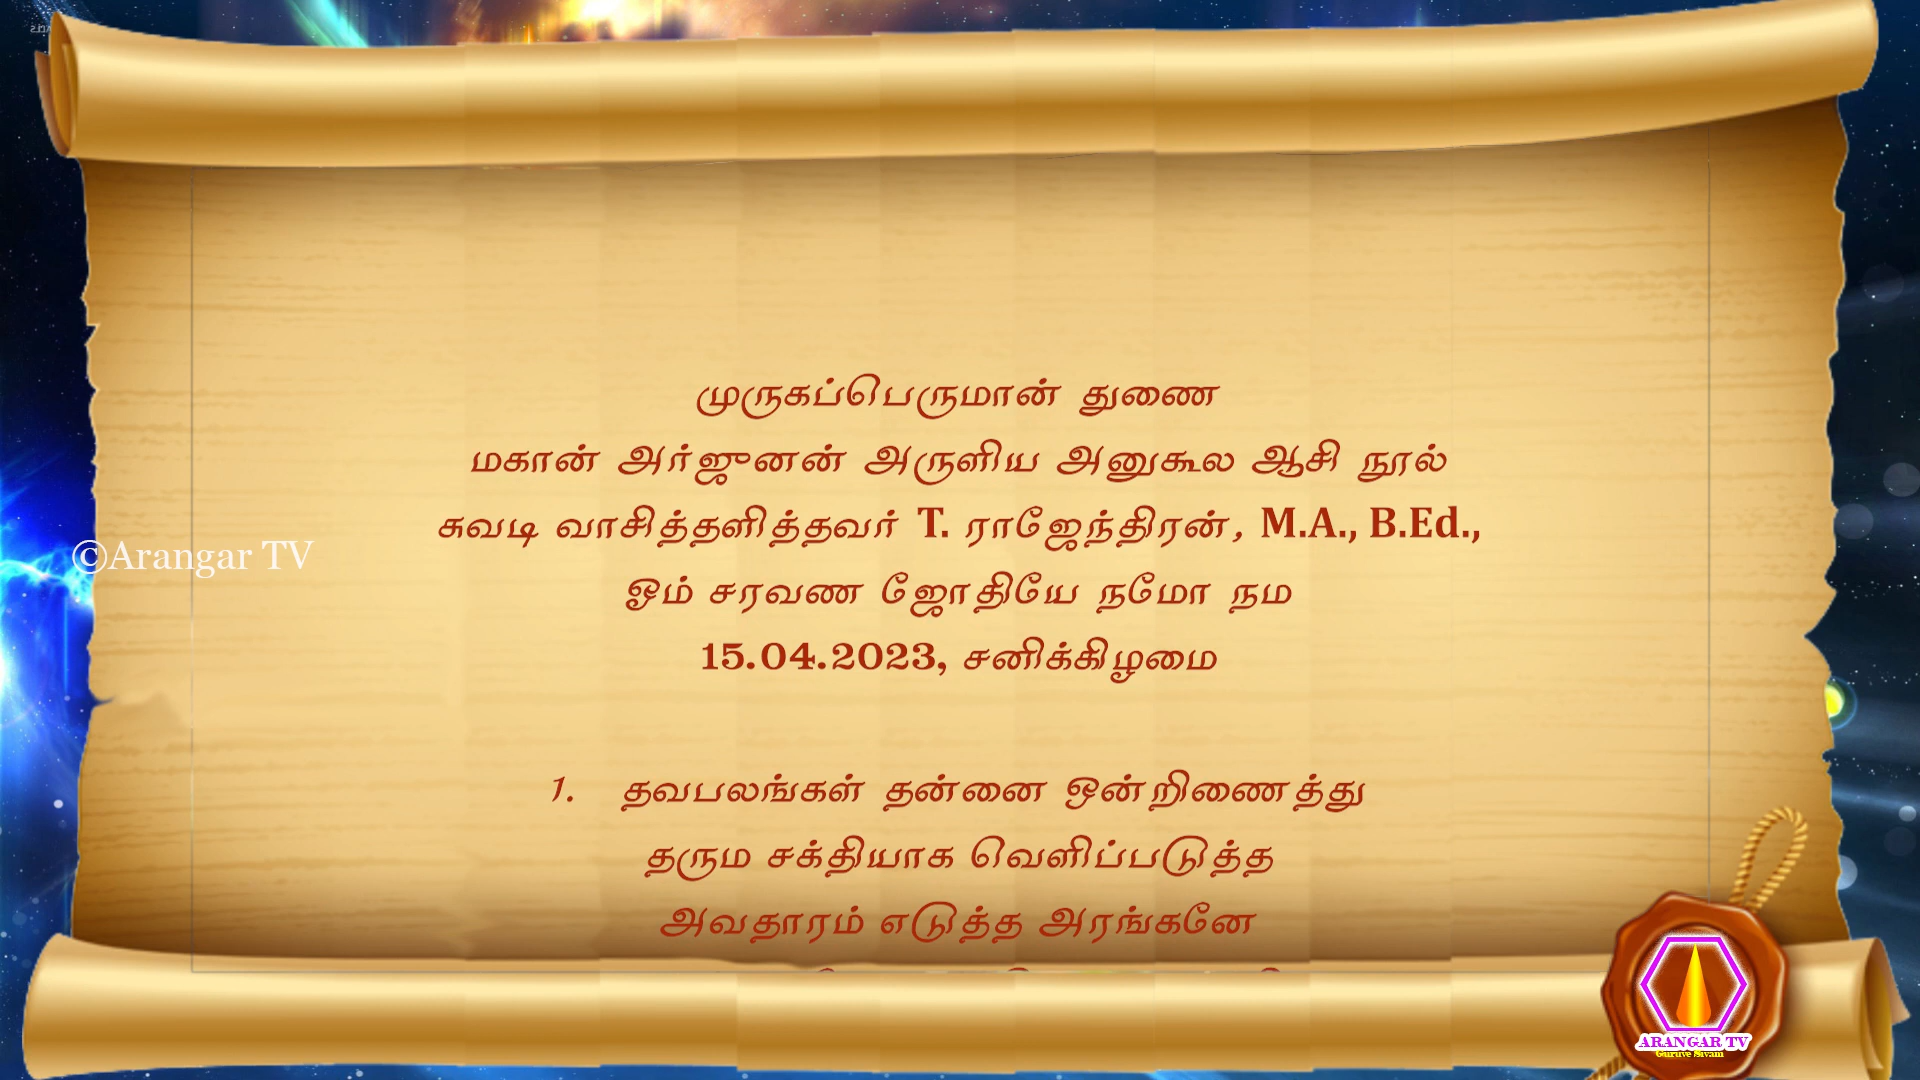 முருகப்பெருமான் துணை
மகான் அர்ஜுனன் அருளிய அனுகூல ஆசி நூல்
சுவடி வாசித்தளித்தவர் T. ராஜேந்திரன், M.A., B.Ed.,
©Arangar TV
ஓம் சரவண ஜோதியே நமோ நம
15.04.2023, சனிக்கிழமை
1. தவபலங்கள் தன்னை ஒன்றிணைத்து
தரும சக்தியாக வெளிப்படுத்த
அவதாரம் எடுத்த அரங்கனே
ARANGAR TV
Guruve Sivam